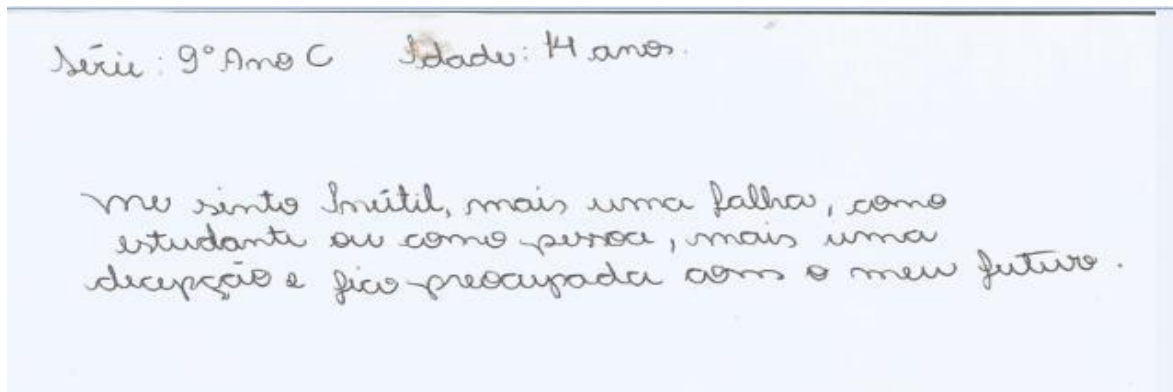 Série: 9° Ano C Idade: 14 anos.
me sinto Inútil, mais uma falha, como
estudante ou como pessoa, mais uma
decepção e fico preocupada com o meu futuro.